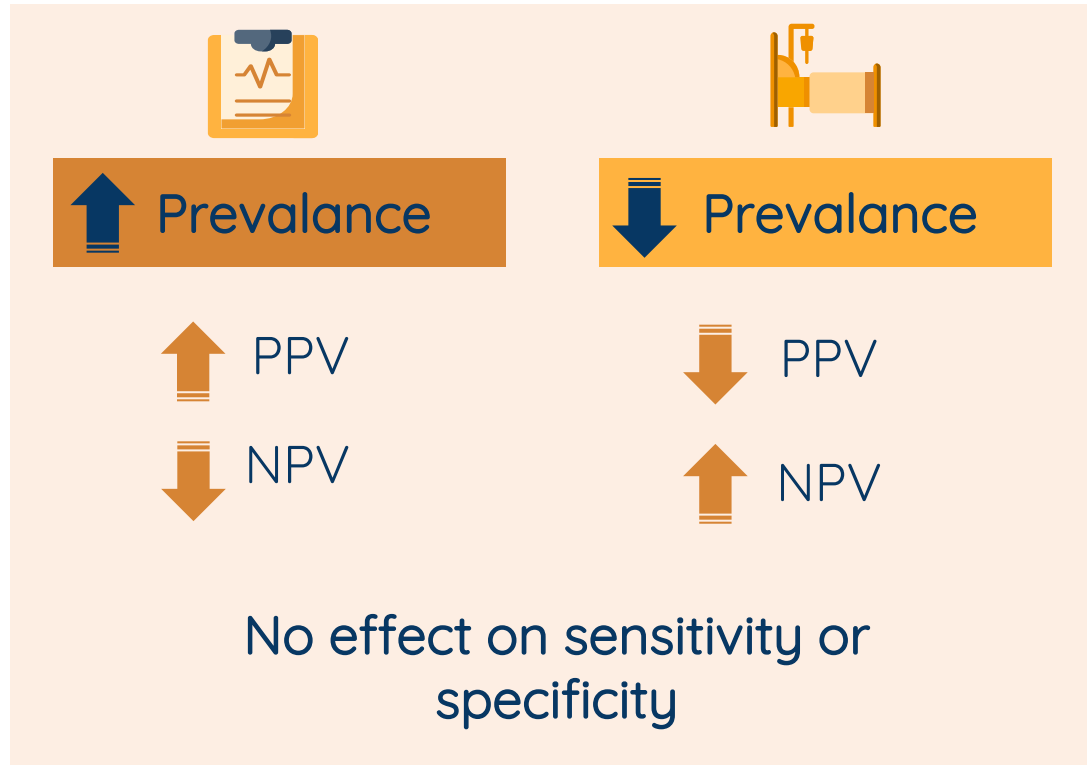 Prevalance
PPV
NPV
Prevalance
PPV
NPV
No effect on sensitivity or
specificity